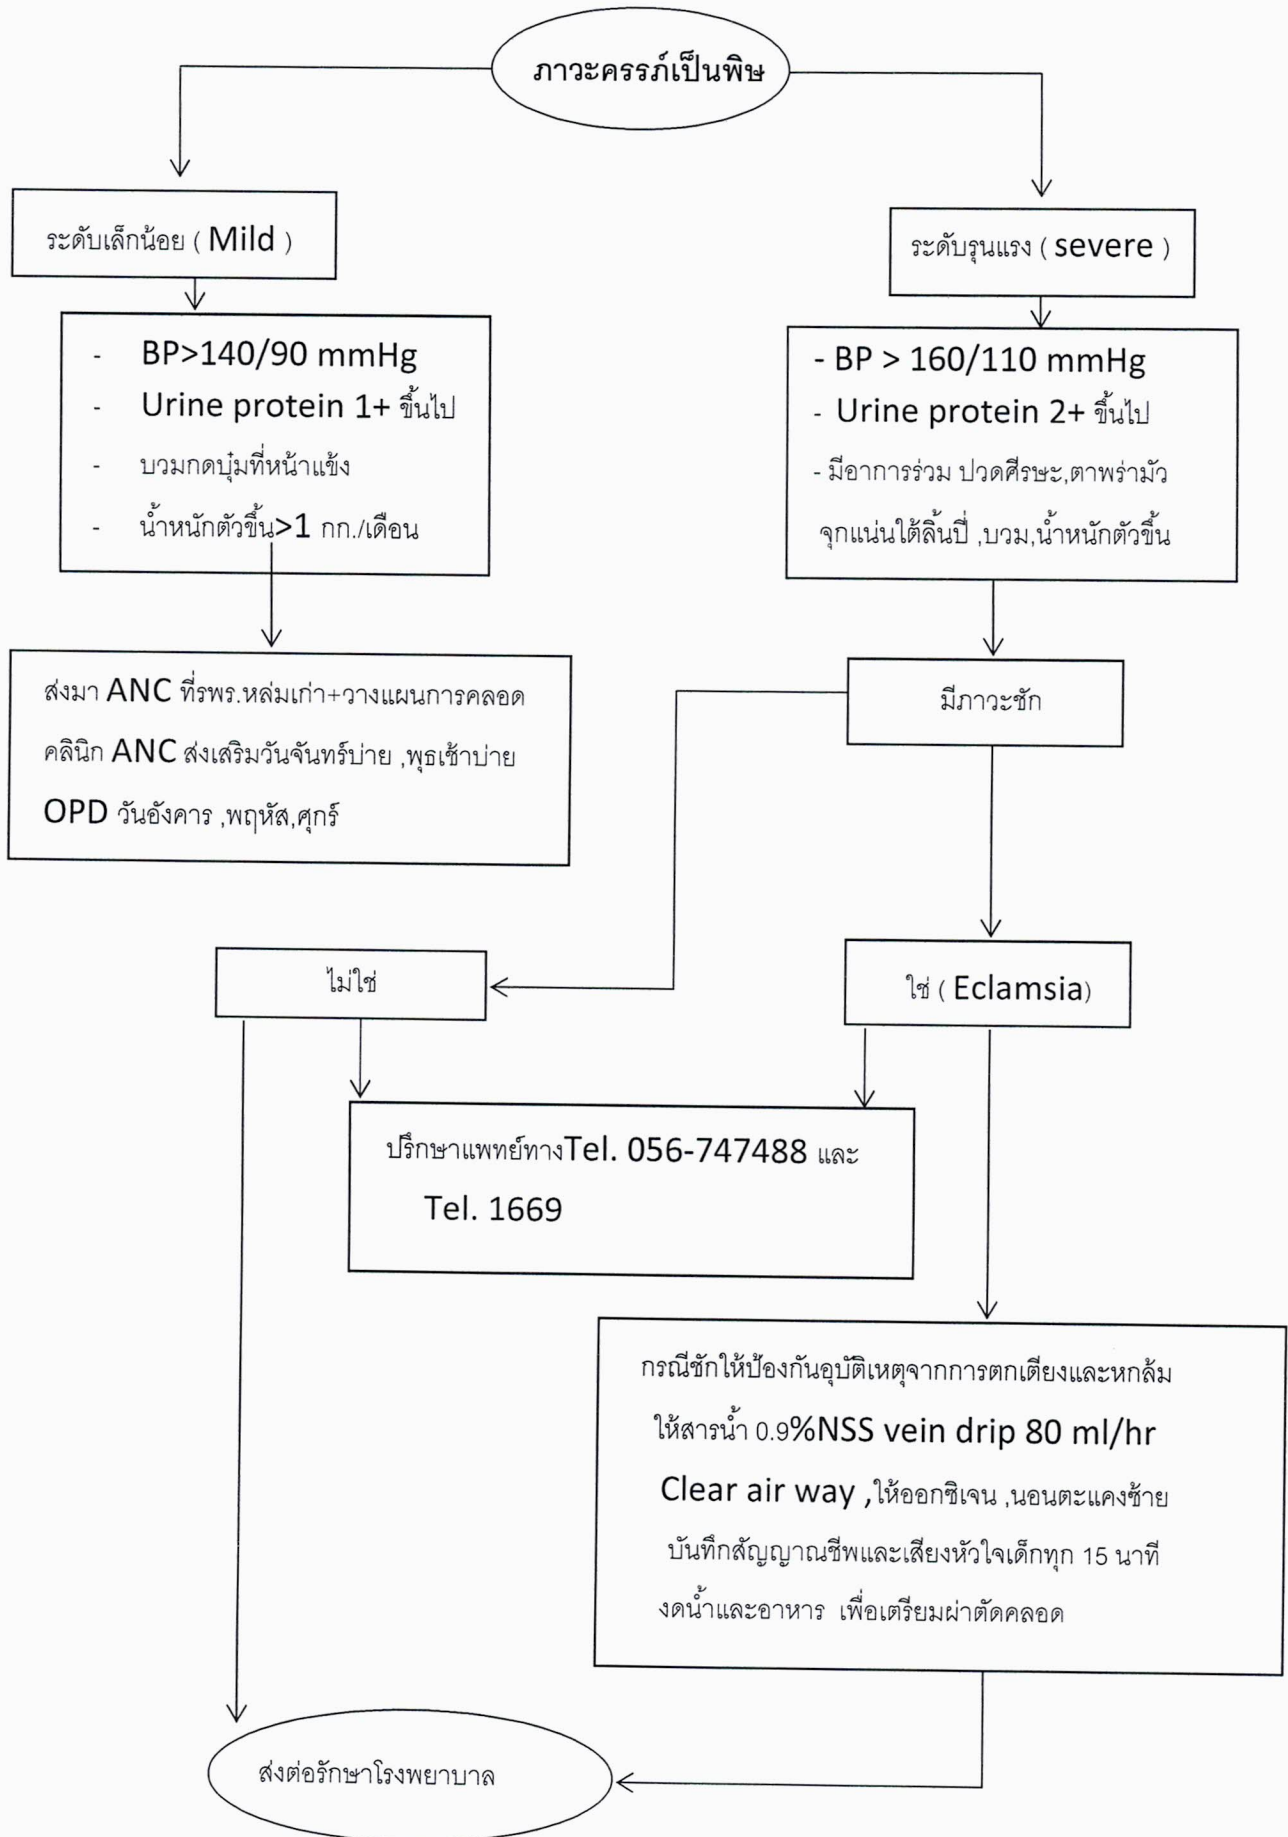 ภาวะครรภ์เป็นพิษ
ระดับเล็กน้อย ( Mild )
ระดับรุนแรง ( severe )
- BP>140/90 mmHg
- Urine protein 1+ ขึ้นไป
- บวมกดบุ๋มที่หน้าแข้ง
- น้ำหนักตัวขึ้น>1 กก./เดือน
- BP > 160/110 mmHg
- Urine protein 2+ ขึ้นไป
- มีอาการร่วม ปวดศีรษะ,ตาพร่ามัว
จุกแน่นใต้ลิ้นปี่ ,บวม,น้ำหนักตัวขึ้น
ส่งมา ANC ที่รพร.หล่มเก่า+วางแผนการคลอด
คลินิก ANC ส่งเสริมวันจันทร์บ่าย ,พุธเช้าบ่าย
OPD วันอังคาร ,พฤหัส,ศุกร์
มีภาวะชัก
ไม่ใช่
ใช่ ( Eclamsia)
ปรึกษาแพทย์ทางTel. 056-747488 และ
Tel. 1669
กรณีชักให้ป้องกันอุบัติเหตุจากการตกเตียงและหกล้ม
ให้สารน้ำ 0.9%NSS vein drip 80 ml/hr
Clear air way ,ให้ออกซิเจน ,นอนตะแคงซ้าย
บันทึกสัญญาณชีพและเสียงหัวใจเด็กทุก 15 นาที
งดน้ำและอาหาร เพื่อเตรียมผ่าตัดคลอด
ส่งต่อรักษาโรงพยาบาล